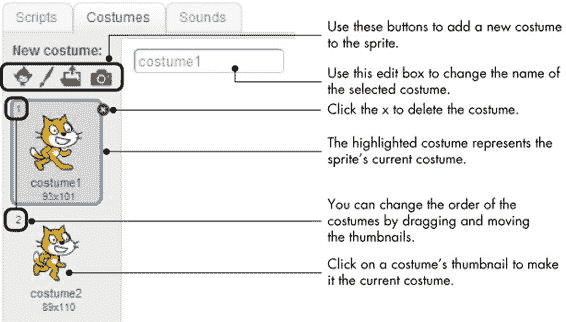 Scripts
Costumes
Sounds
New costume:
costume1
1
costume1
93x101
2
costume2
89x110
Use these buttons to add a new costume
to the sprite.
Use this edit box to change the name of
the selected costume.
Click the x to delete the costume.
The highlighted costume represents the
sprite’s current costume.
You can change the order of the
costumes by dragging and moving
the thumbnails.
Click on a costume’s thumbnail to make
it the current costume.